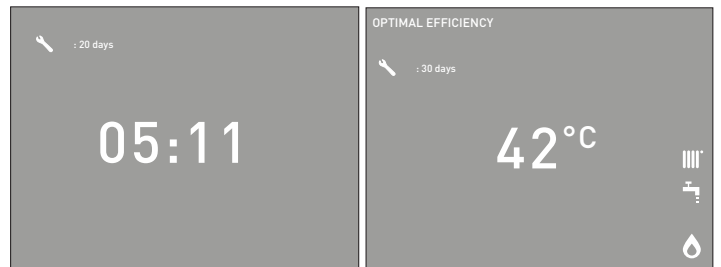 : 20 days
05:11
OPTIMAL EFFICIENCY
: 30 days
42°C